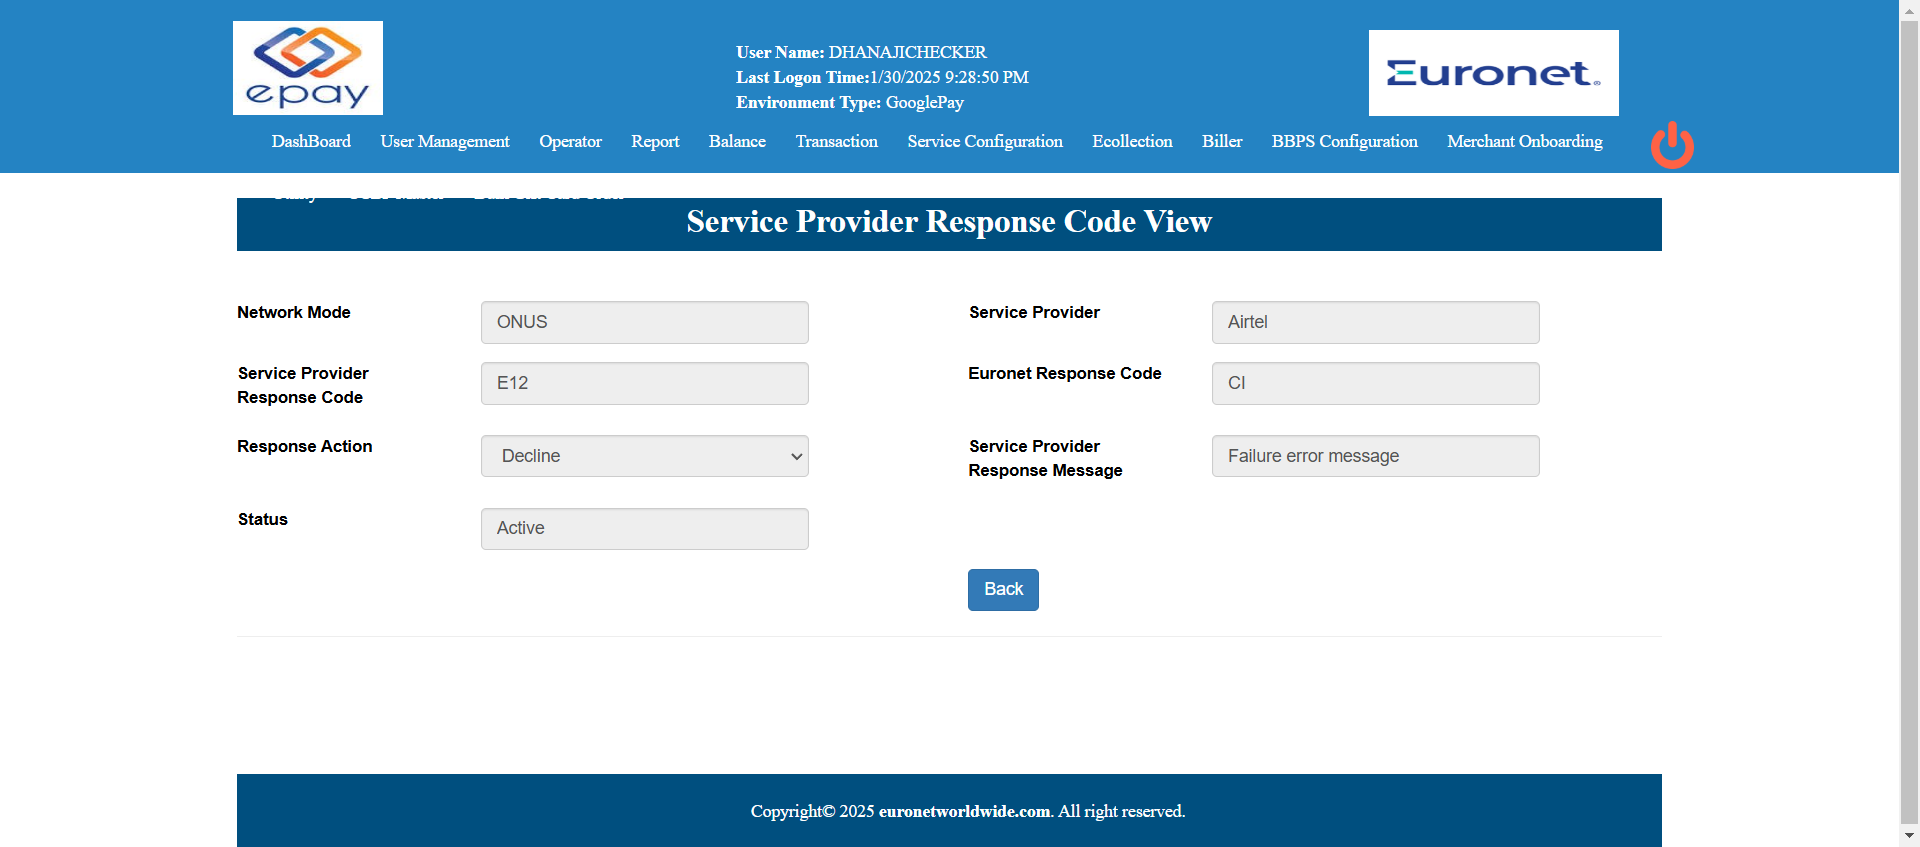 epay
User Name: DHANAJICHECKER
Last Logon Time:1/30/2025 9:28:50 PM
Environment Type: GooglePay
Euronet®
DashBoard User Management Operator Report Balance Transaction Service Configuration Ecollection Biller BBPS Configuration Merchant Onboarding
Service Provider Response Code View
Network Mode ONUS Service Provider Airtel
Service Provider
Response Code E12 Euronet Response Code CI
Response Action Decline Service Provider
Response Message Failure error message
Status Active
Back
Copyright© 2025 euronetworldwide.com. All right reserved.